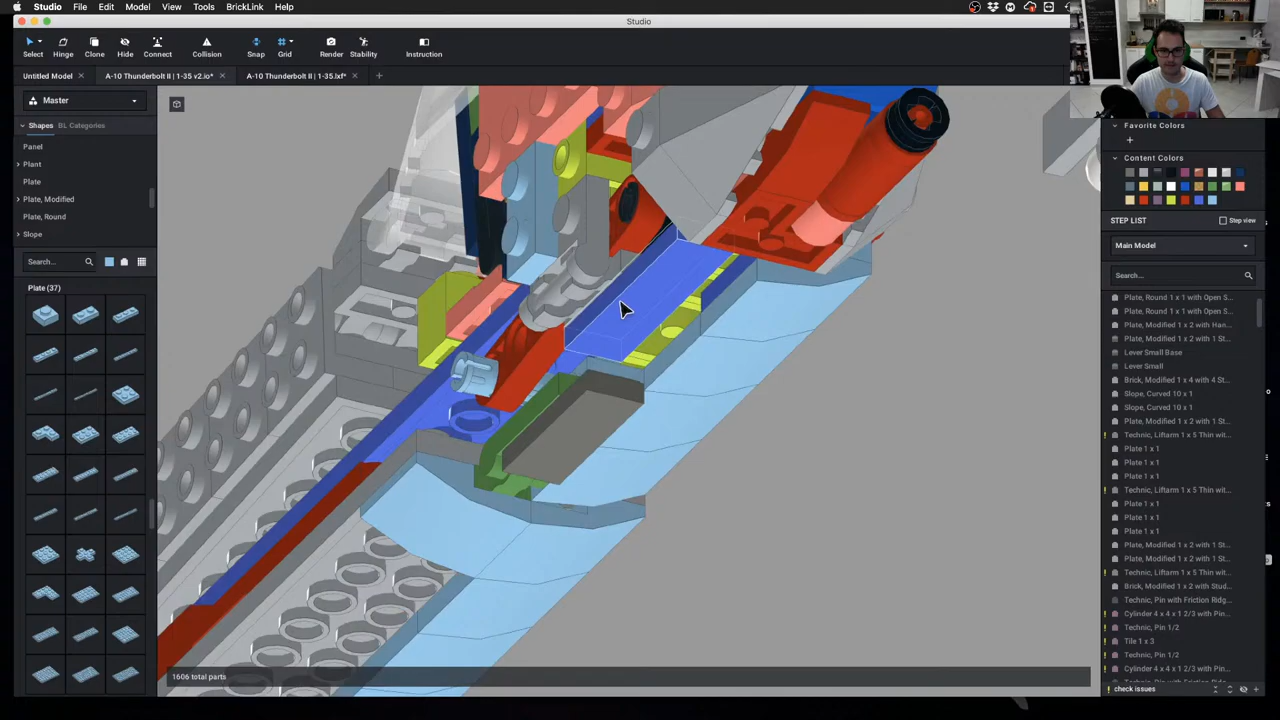 Studio File Edit Model View Tools BrickLink Help
Studio
Select Hinge Clone Hide Connect Collision Snap Grid Render Stability Instruction
Untitled Model A-10 Thunderbolt II | 1-35 v2.io* A-10 Thunderbolt II | 1-35.lxf*
Master
Shapes BL Categories
Panel
Plant
Plate
Plate, Modified
Plate, Round
Slope
Search...
Plate (37)
1606 total parts
Favorite Colors
Content Colors
STEP LIST Step view
Main Model
Search...
Plate, Round 1 x 1 with Open S...
Plate, Round 1 x 1 with Open S...
Plate, Modified 1 x 2 with Han...
Plate, Modified 1 x 2 with 1 St...
Lever Small Base
Lever Small
Brick, Modified 1 x 4 with 4 St...
Slope, Curved 10 x 1
Slope, Curved 10 x 1
Plate, Modified 1 x 2 with 1 St...
Technic, Liftarm 1 x 5 Thin wit...
Plate 1 x 1
Plate 1 x 1
Plate 1 x 1
Technic, Liftarm 1 x 5 Thin wit...
Plate 1 x 1
Plate 1 x 1
Plate 1 x 1
Plate, Modified 1 x 2 with 1 St...
Plate, Modified 1 x 2 with 1 St...
Technic, Liftarm 1 x 5 Thin wit...
Brick, Modified 1 x 2 with Stud...
Technic, Pin with Friction Ridg...
Cylinder 4 x 4 x 1 2/3 with Pin...
Technic, Pin 1/2
Tile 1 x 3
Technic, Pin 1/2
Cylinder 4 x 4 x 1 2/3 with Pin...
check issues